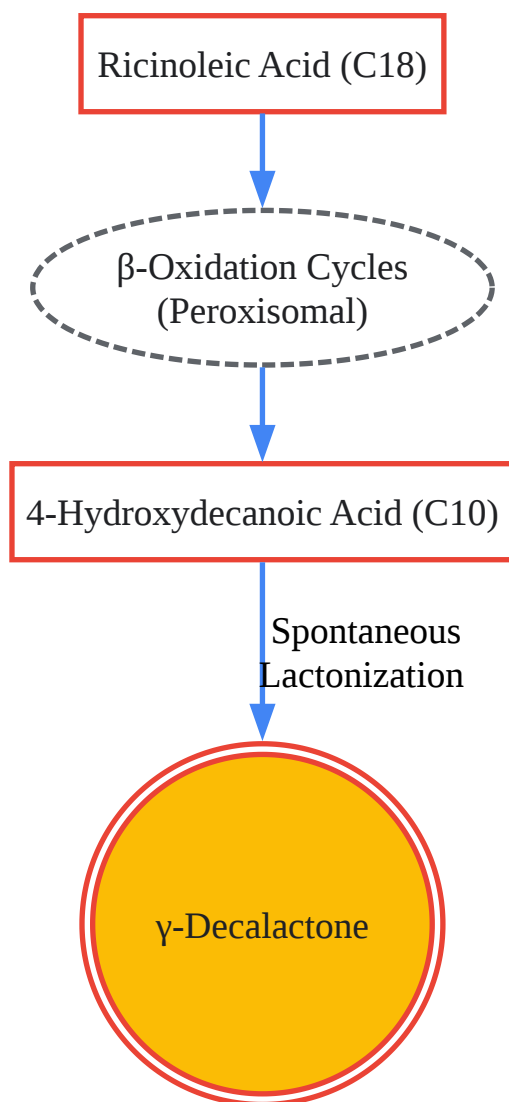 Ricinoleic Acid (C18)
β-Oxidation Cycles
(Peroxisomal)
4-Hydroxydecanoic Acid (C10)
Spontaneous
Lactonization
γ-Decalactone